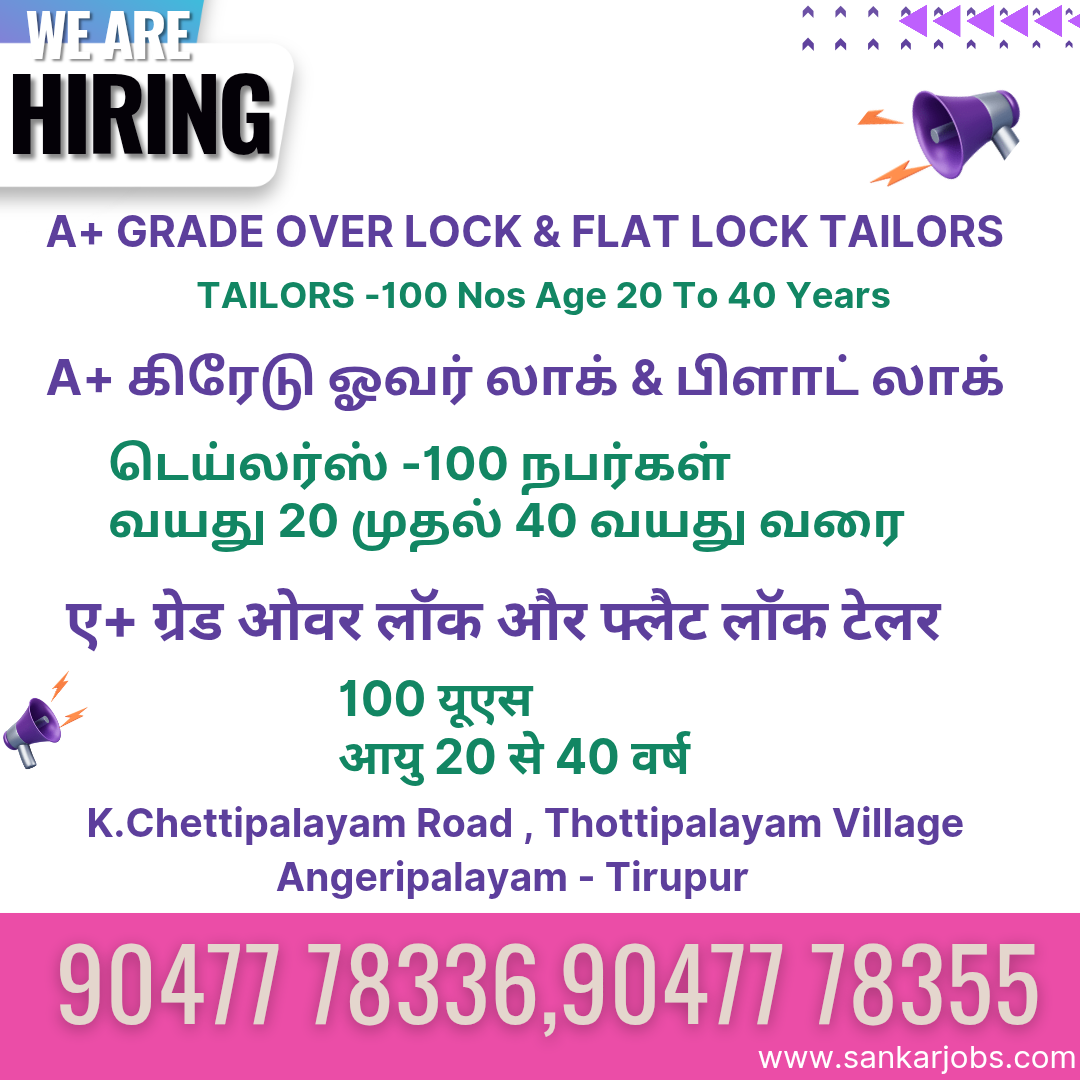 WE ARE
HIRING
A+ GRADE OVER LOCK & FLAT LOCK TAILORS
TAILORS -100 Nos Age 20 To 40 Years
A+ கிரேடு ஓவர் லாக் & பிளாட் லாக்
டெய்லர்ஸ் -100 நபர்கள்
வயது 20 முதல் 40 வயது வரை
ए+ ग्रेड ओवर लॉक और फ्लैट लॉक टेलर
100 यूएस
आयु 20 से 40 वर्ष
K.Chettipalayam Road , Thottipalayam Village
Angeripalayam - Tirupur
90477 78336,90477 78355
www.sankarjobs.com